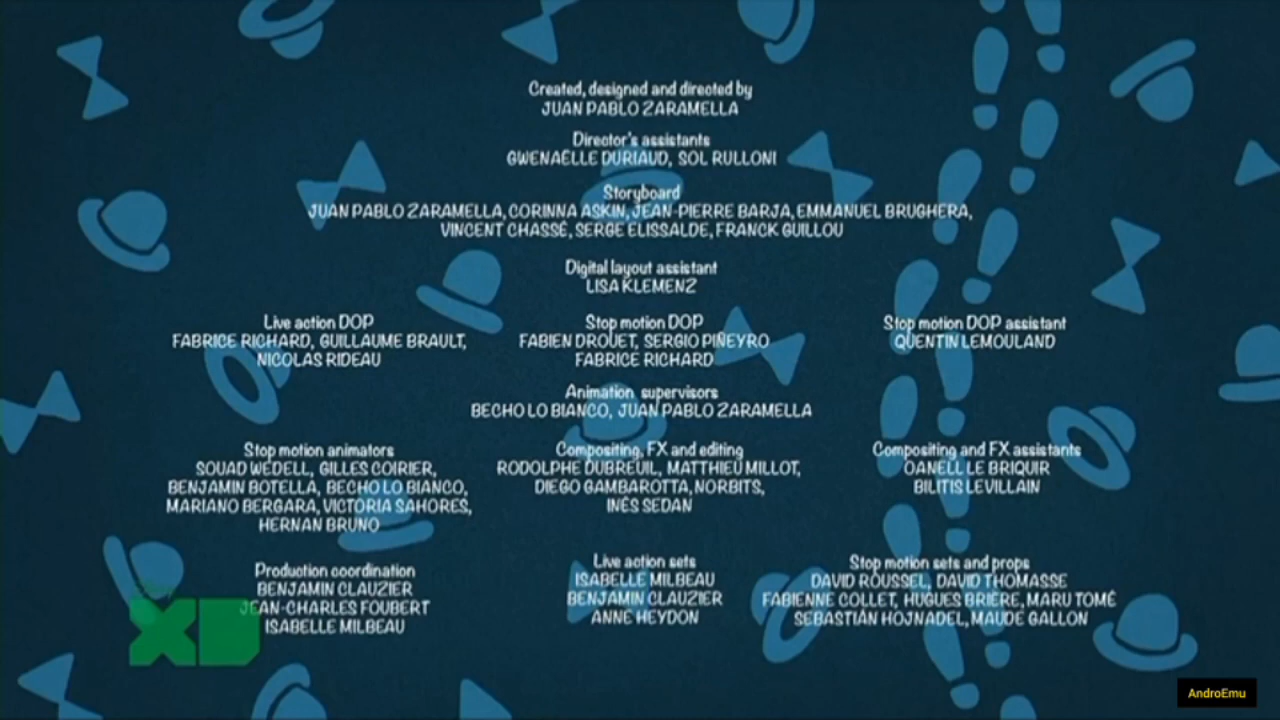 Created, designed and directed by
JUAN PABLO ZARAMELLA
Director's assistants
GWENAËLLE DURIAUD, SOL RULLONI
Storyboard
JUAN PABLO ZARAMELLA, CORINNA ASKIN, JEAN-PIERRE BARJA, EMMANUEL BRUGHERA,
VINCENT CHASSÉ, SERGE ELISSALDE, FRANCK GUILLOU
Digital layout assistant
LISA KLEMENZ
Live action DOP
FABRICE RICHARD, GUILLAUME BRAULT,
NICOLAS RIDEAU
Stop motion DOP
FABIEN DROUET, SERGIO PIÑEYRO
FABRICE RICHARD
Stop motion DOP assistant
QUENTIN LEMOULAND
Animation supervisors
BECHO LO BIANCO, JUAN PABLO ZARAMELLA
Stop motion animators
SOUAD WEDELL, GILLES COIRIER,
BENJAMIN BOTELLA, BECHO LO BIANCO,
MARIANO BERGARA, VICTORIA SAHORES,
HERNAN BRUNO
Compositing, FX and editing
RODOLPHE DUBREUIL, MATTHIEU MILLOT,
DIEGO GAMBAROTTA, NORBITS,
INÈS SEDAN
Compositing and FX assistants
OANELL LE BRIQUIR
BILITIS LEVILLAIN
Production coordination
BENJAMIN CLAUZIER
JEAN-CHARLES FOUBERT
ISABELLE MILBEAU
Live action sets
ISABELLE MILBEAU
BENJAMIN CLAUZIER
ANNE HEYDON
Stop motion sets and props
DAVID ROUSSEL, DAVID THOMASSE
FABIENNE COLLET, HUGUES BRIÈRE, MARU TOMÉ
SEBASTIÁN HOJNADEL, MAUDE GALLON
XD
AndroEmu